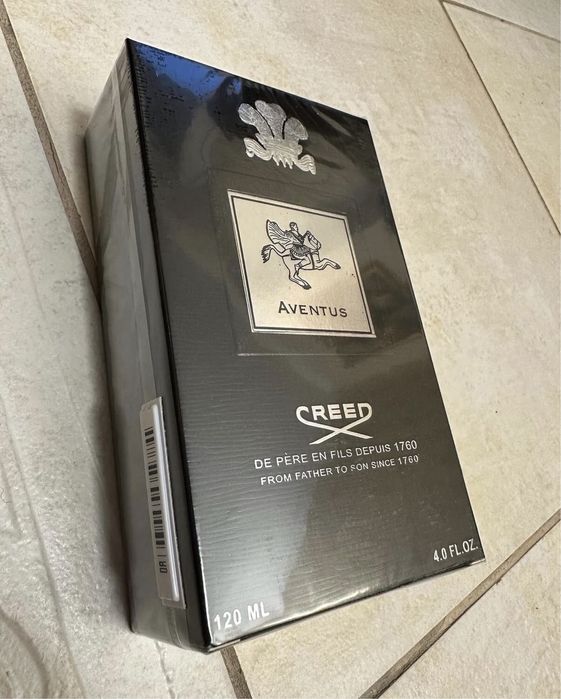 AVENTUS
CREED
DE PÈRE EN FILS DEPUIS 1760
FROM FATHER TO SON SINCE 1760
120 ML
4.0 FL.OZ.